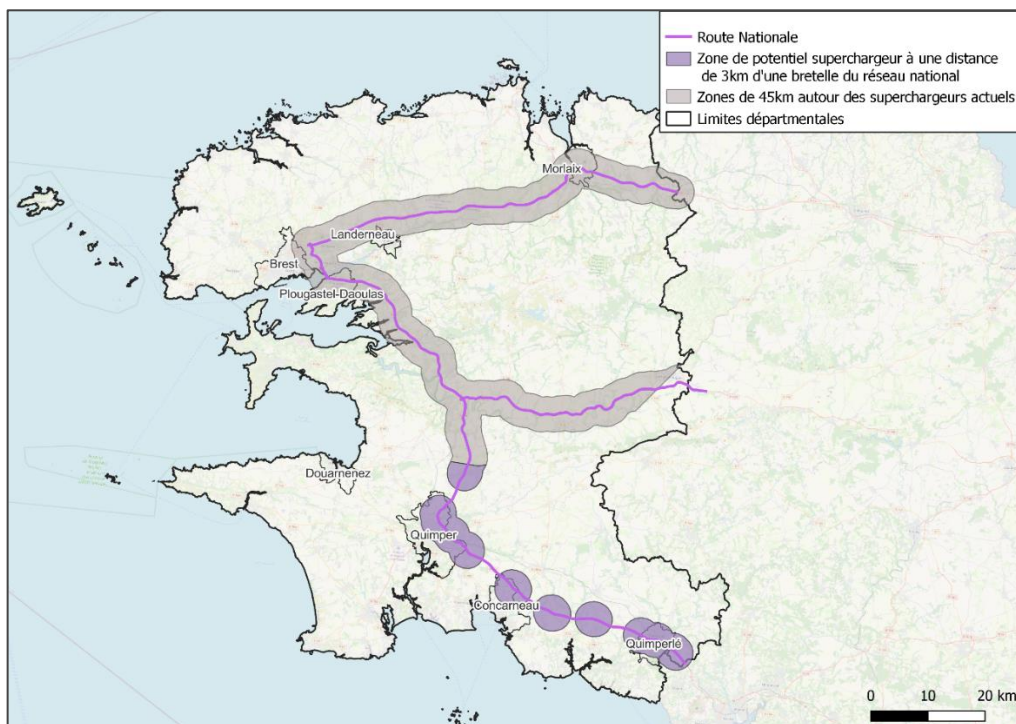 Route Nationale
Zone de potentiel superchargeur à une distance
de 3km d'une bretelle du réseau national
Zones de 45km autour des superchargeurs actuels
Limites départmentales
Morlaix
Landerneau
Brest
Plougastel-Daoulas
Douarnenez
Quimper
Concarneau
Quimperlé
0 10 20 km